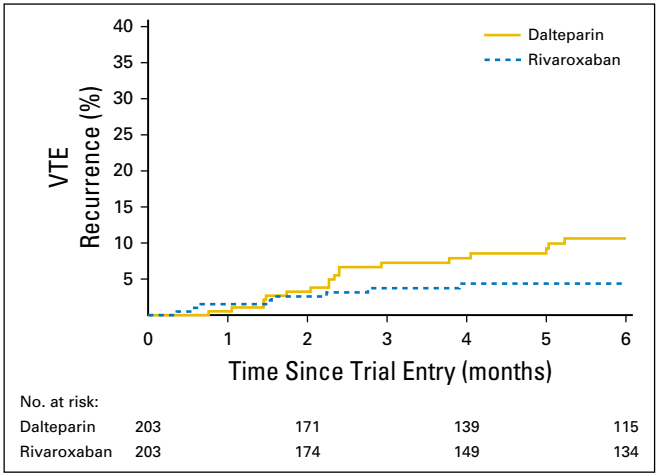 40
35
30
25
20
15
10
5
VTE
Recurrence (%)
Dalteparin
Rivaroxaban
0 1 2 3 4 5 6
Time Since Trial Entry (months)
No. at risk:
Dalteparin 203 171 139 115
Rivaroxaban 203 174 149 134